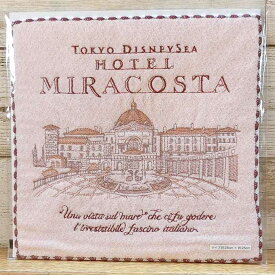 TOKYO DISNEYSEA
HOTEL
MIRACOSTA
Una vista sul mare che ci fa godere
l'irresistibile fascino italiano